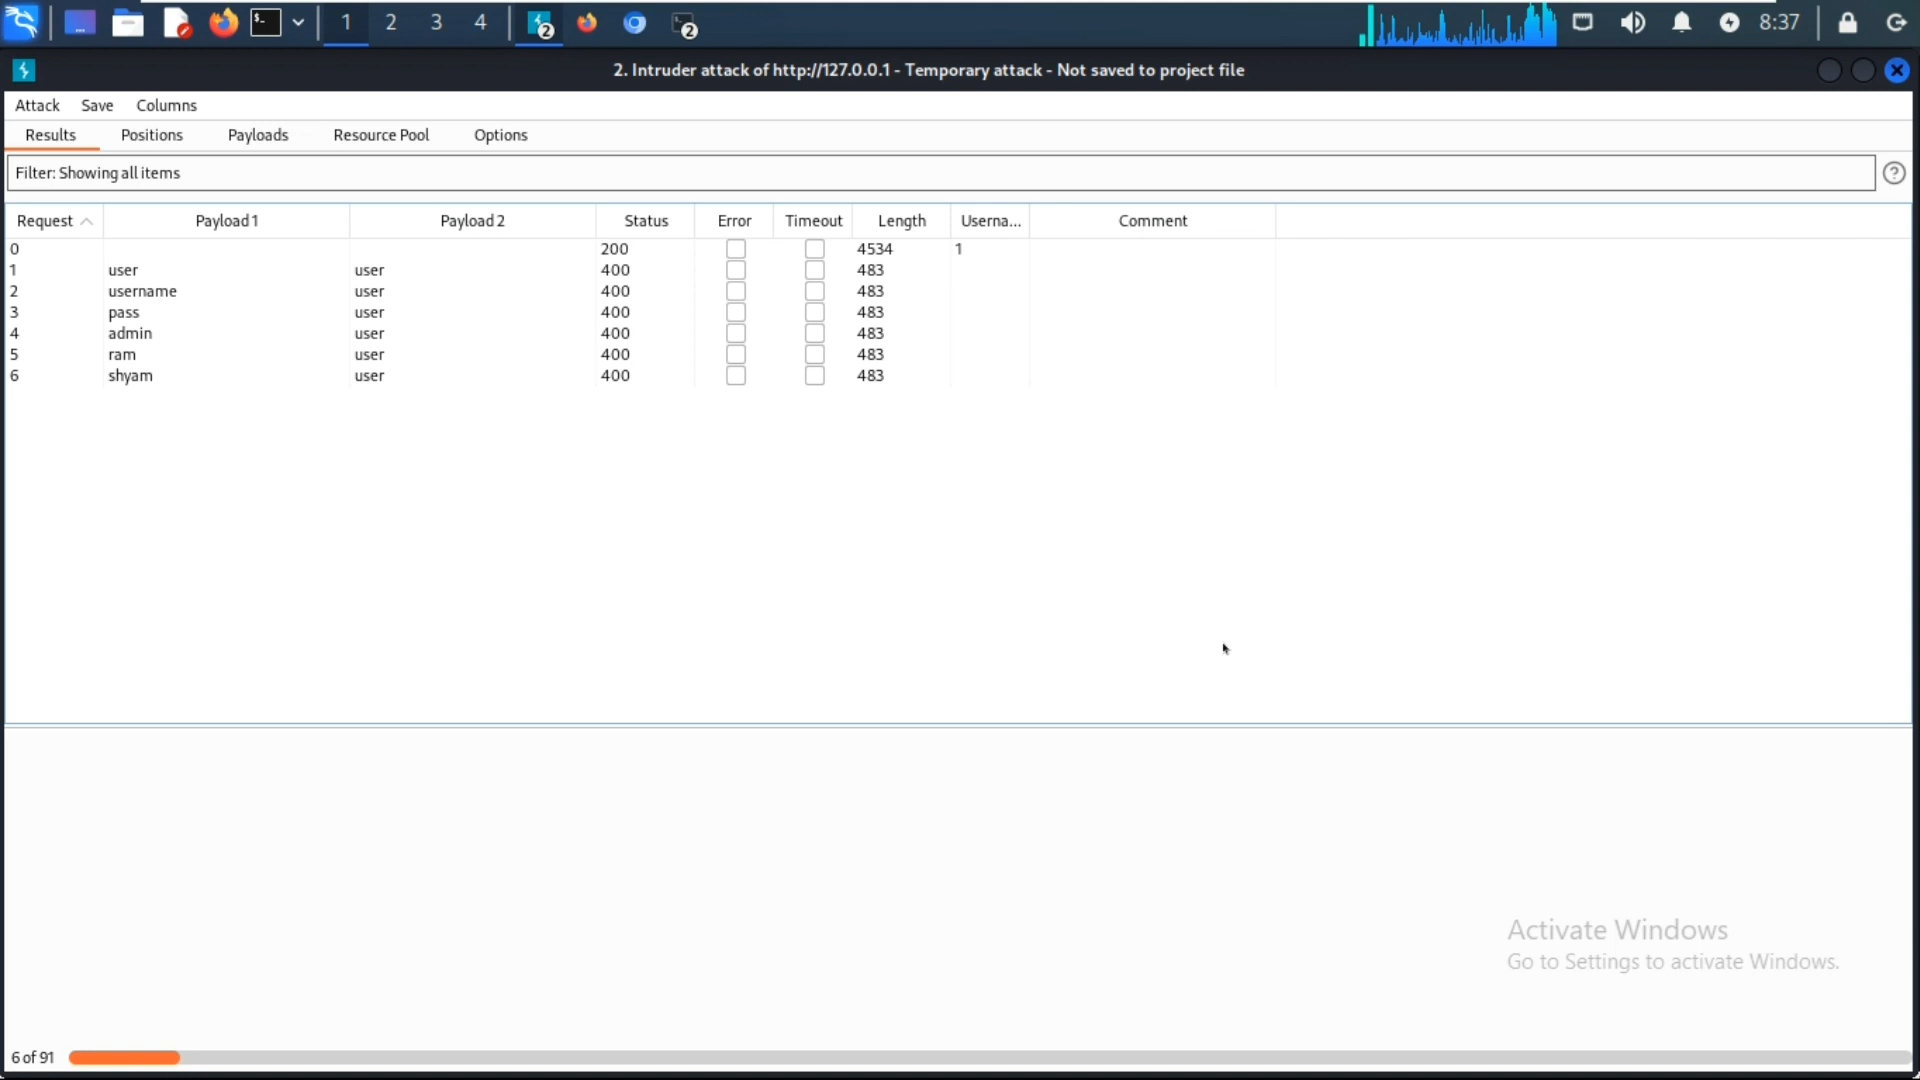 1 2 3 4 2 2 8:37
2. Intruder attack of http://127.0.0.1 - Temporary attack - Not saved to project file
Attack Save Columns
Results Positions Payloads Resource Pool Options
Filter: Showing all items
Request Payload 1 Payload 2 Status Error Timeout Length Userna... Comment
0 200 4534 1
1 user user 400 483
2 username user 400 483
3 pass user 400 483
4 admin user 400 483
5 ram user 400 483
6 shyam user 400 483
Activate Windows
Go to Settings to activate Windows.
6 of 91